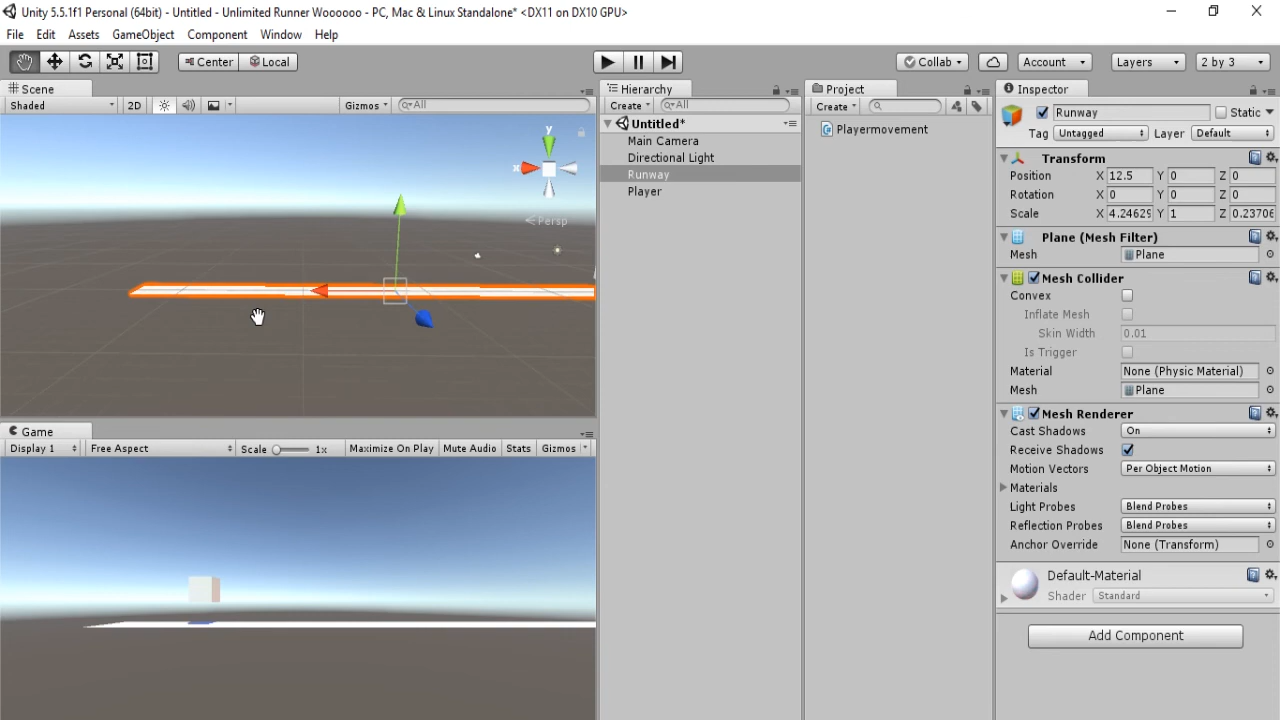 Unity 5.5.1f1 Personal (64bit) - Untitled - Unlimited Runner Woooooo - PC, Mac & Linux Standalone* <DX11 on DX10 GPU>
File Edit Assets GameObject Component Window Help
Center Local Collab Account Layers 2 by 3
Scene
Shaded 2D Gizmos All
y
x
Persp
Game
Display 1 Free Aspect Scale 1x Maximize On Play Mute Audio Stats Gizmos
Hierarchy
Create All
Untitled*
Main Camera
Directional Light
Runway
Player
Project
Create
Playermovement
Inspector
Runway Static
Tag Untagged Layer Default
Transform
Position X 12.5 Y 0 Z 0
Rotation X 0 Y 0 Z 0
Scale X 4.24629 Y 1 Z 0.23706
Plane (Mesh Filter)
Mesh Plane
Mesh Collider
Convex
Inflate Mesh
Skin Width 0.01
Is Trigger
Material None (Physic Material)
Mesh Plane
Mesh Renderer
Cast Shadows On
Receive Shadows
Motion Vectors Per Object Motion
Materials
Light Probes Blend Probes
Reflection Probes Blend Probes
Anchor Override None (Transform)
Default-Material
Shader Standard
Add Component